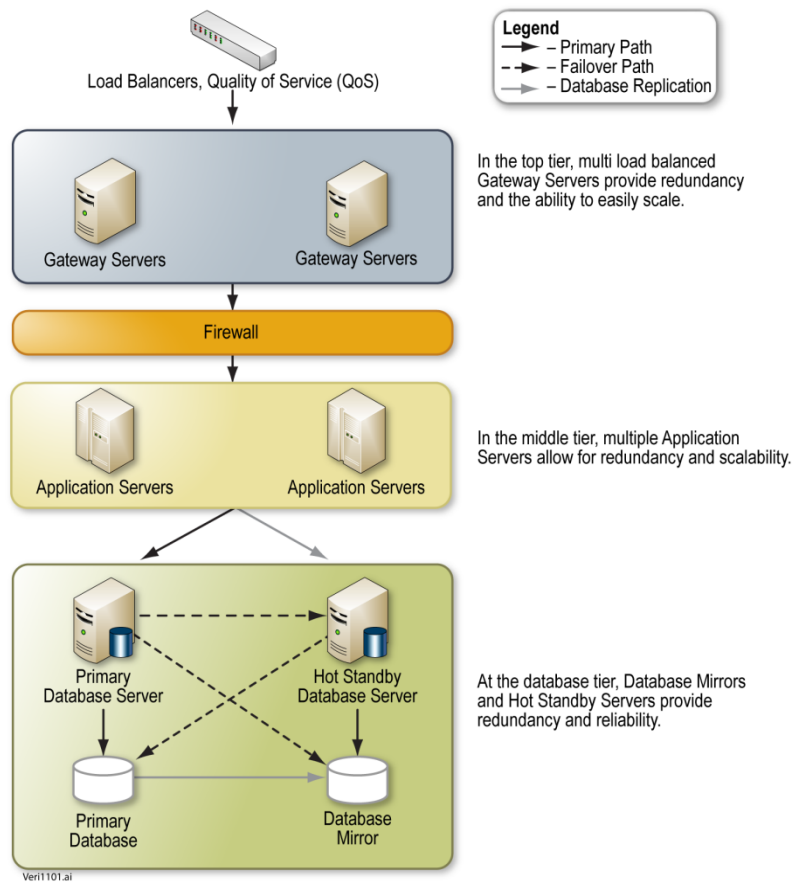 Legend
– Primary Path
– Failover Path
– Database Replication
Load Balancers, Quality of Service (QoS)
In the top tier, multi load balanced
Gateway Servers provide redundancy
and the ability to easily scale.
Gateway Servers
Gateway Servers
Firewall
In the middle tier, multiple Application
Servers allow for redundancy and scalability.
Application Servers
Application Servers
Primary
Database Server
Hot Standby
Database Server
At the database tier, Database Mirrors
and Hot Standby Servers provide
redundancy and reliability.
Primary
Database
Database
Mirror
Veri1101.ai